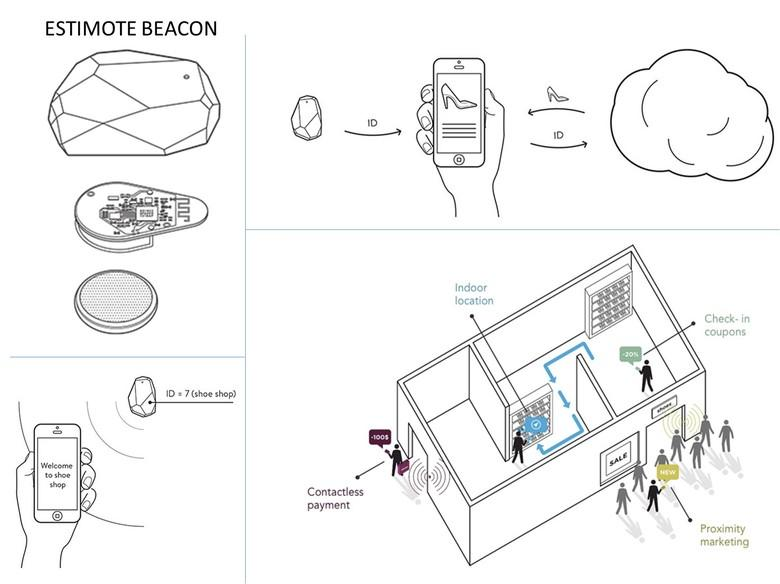 ESTIMOTE BEACON
ID
ID
ID = 7 (shoe shop)
Welcome
to shoe
shop
Indoor
location
Check- in
coupons
-20%
-100$
shoes
SALE
NEW
Contactless
payment
Proximity
marketing